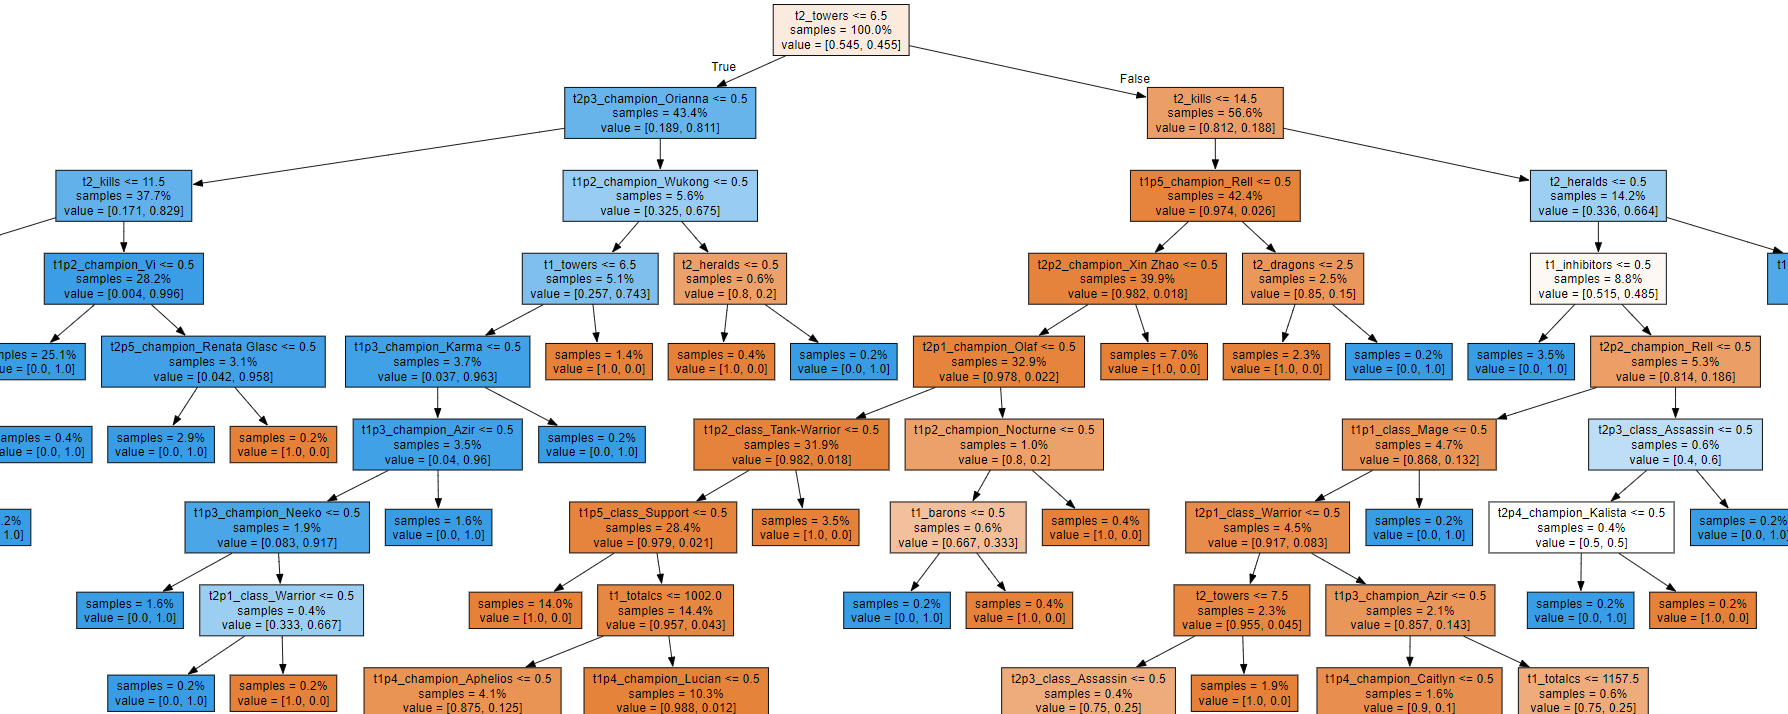 t2_towers <= 6.5
samples = 100.0%
value = [0.545, 0.455]
True
False
t2p3_champion_Orianna <= 0.5
samples = 43.4%
value = [0.189, 0.811]
t2_kills <= 14.5
samples = 56.6%
value = [0.812, 0.188]
t2_kills <= 11.5
samples = 37.7%
value = [0.171, 0.829]
t1p2_champion_Wukong <= 0.5
samples = 5.6%
value = [0.325, 0.675]
t1p5_champion_Rell <= 0.5
samples = 42.4%
value = [0.974, 0.026]
t2_heralds <= 0.5
samples = 14.2%
value = [0.336, 0.664]
t1p2_champion_Vi <= 0.5
samples = 28.2%
value = [0.004, 0.996]
t1_towers <= 6.5
samples = 5.1%
value = [0.257, 0.743]
t2_heralds <= 0.5
samples = 0.6%
value = [0.8, 0.2]
t2p2_champion_Xin Zhao <= 0.5
samples = 39.9%
value = [0.982, 0.018]
t2_dragons <= 2.5
samples = 2.5%
value = [0.85, 0.15]
t1_inhibitors <= 0.5
samples = 8.8%
value = [0.515, 0.485]
t1
ples = 25.1%
ue = [0.0, 1.0]
t2p5_champion_Renata Glasc <= 0.5
samples = 3.1%
value = [0.042, 0.958]
t1p3_champion_Karma <= 0.5
samples = 3.7%
value = [0.037, 0.963]
samples = 1.4%
value = [1.0, 0.0]
samples = 0.4%
value = [1.0, 0.0]
samples = 0.2%
value = [0.0, 1.0]
t2p1_champion_Olaf <= 0.5
samples = 32.9%
value = [0.978, 0.022]
samples = 7.0%
value = [1.0, 0.0]
samples = 2.3%
value = [1.0, 0.0]
samples = 0.2%
value = [0.0, 1.0]
samples = 3.5%
value = [0.0, 1.0]
t2p2_champion_Rell <= 0.5
samples = 5.3%
value = [0.814, 0.186]
amples = 0.4%
alue = [0.0, 1.0]
samples = 2.9%
value = [0.0, 1.0]
samples = 0.2%
value = [1.0, 0.0]
t1p3_champion_Azir <= 0.5
samples = 3.5%
value = [0.04, 0.96]
samples = 0.2%
value = [0.0, 1.0]
t1p2_class_Tank-Warrior <= 0.5
samples = 31.9%
value = [0.982, 0.018]
t1p2_champion_Nocturne <= 0.5
samples = 1.0%
value = [0.8, 0.2]
t1p1_class_Mage <= 0.5
samples = 4.7%
value = [0.868, 0.132]
t2p3_class_Assassin <= 0.5
samples = 0.6%
value = [0.4, 0.6]
.2%
1.0]
t1p3_champion_Neeko <= 0.5
samples = 1.9%
value = [0.083, 0.917]
samples = 1.6%
value = [0.0, 1.0]
t1p5_class_Support <= 0.5
samples = 28.4%
value = [0.979, 0.021]
samples = 3.5%
value = [1.0, 0.0]
t1_barons <= 0.5
samples = 0.6%
value = [0.667, 0.333]
samples = 0.4%
value = [1.0, 0.0]
t2p1_class_Warrior <= 0.5
samples = 4.5%
value = [0.917, 0.083]
samples = 0.2%
value = [0.0, 1.0]
t2p4_champion_Kalista <= 0.5
samples = 0.4%
value = [0.5, 0.5]
samples = 0.2%
value = [0.0, 1.0]
samples = 1.6%
value = [0.0, 1.0]
t2p1_class_Warrior <= 0.5
samples = 0.4%
value = [0.333, 0.667]
samples = 14.0%
value = [1.0, 0.0]
t1_totalcs <= 1002.0
samples = 14.4%
value = [0.957, 0.043]
samples = 0.2%
value = [0.0, 1.0]
samples = 0.4%
value = [1.0, 0.0]
t2_towers <= 7.5
samples = 2.3%
value = [0.955, 0.045]
t1p3_champion_Azir <= 0.5
samples = 2.1%
value = [0.857, 0.143]
samples = 0.2%
value = [0.0, 1.0]
samples = 0.2%
value = [1.0, 0.0]
samples = 0.2%
value = [0.0, 1.0]
samples = 0.2%
value = [1.0, 0.0]
t1p4_champion_Aphelios <= 0.5
samples = 4.1%
value = [0.875, 0.125]
t1p4_champion_Lucian <= 0.5
samples = 10.3%
value = [0.988, 0.012]
t2p3_class_Assassin <= 0.5
samples = 0.4%
value = [0.75, 0.25]
samples = 1.9%
value = [1.0, 0.0]
t1p4_champion_Caitlyn <= 0.5
samples = 1.6%
value = [0.9, 0.1]
t1_totalcs <= 1157.5
samples = 0.6%
value = [0.75, 0.25]